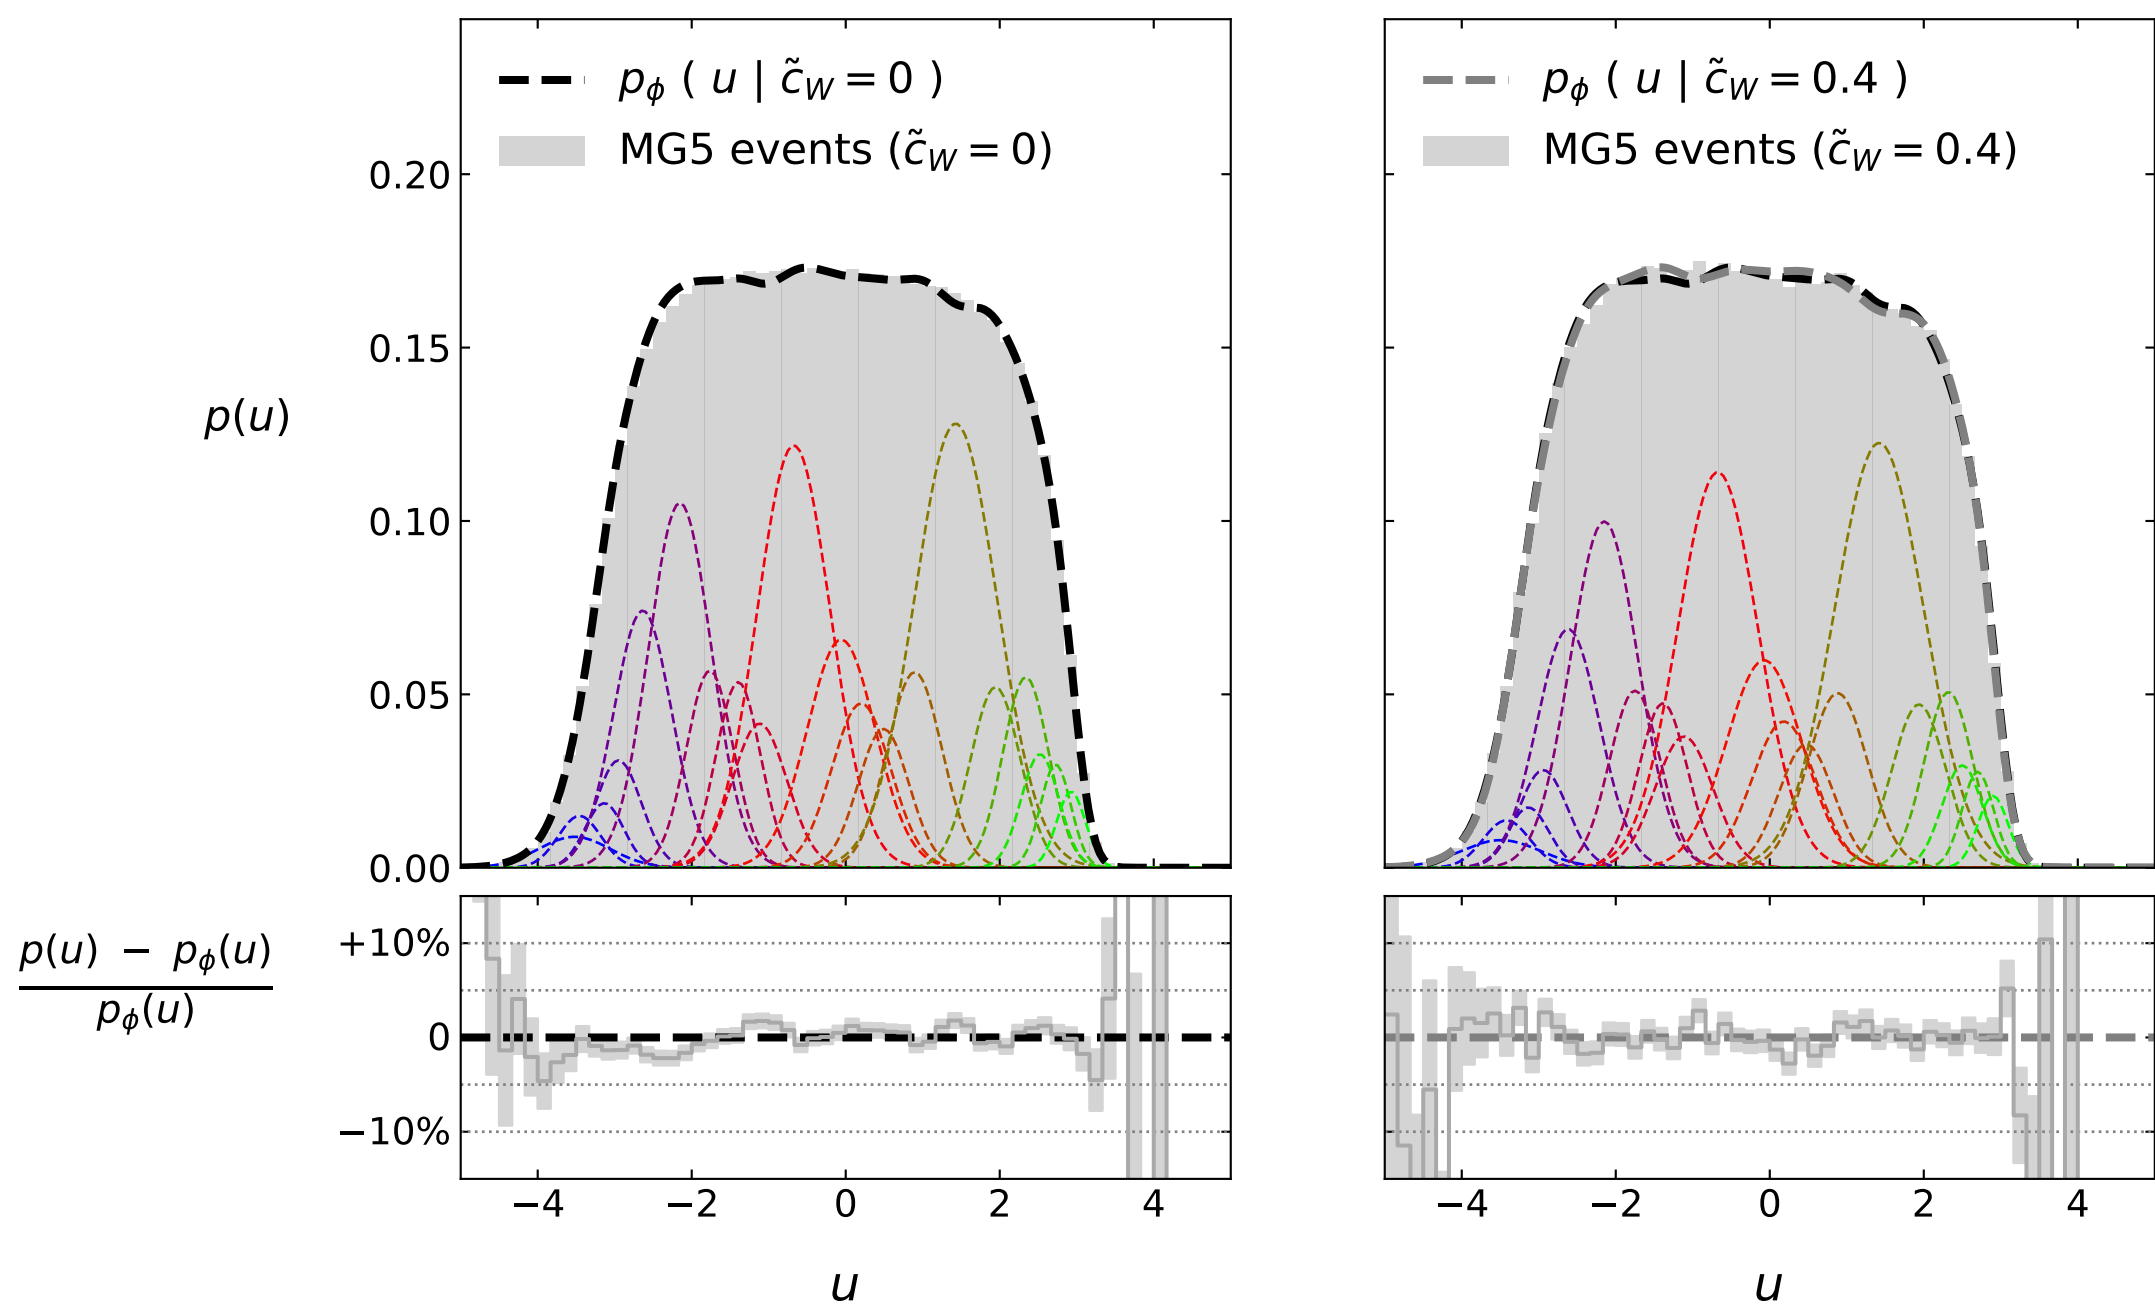 p_ϕ ( u | c̃_W = 0 )
MG5 events (c̃_W = 0)
p_ϕ ( u | c̃_W = 0.4 )
MG5 events (c̃_W = 0.4)
p(u)
0.20
0.15
0.10
0.05
0.00
p(u) − p_ϕ(u)
p_ϕ(u)
+10%
0
−10%
−4 −2 0 2 4
−4 −2 0 2 4
u
u